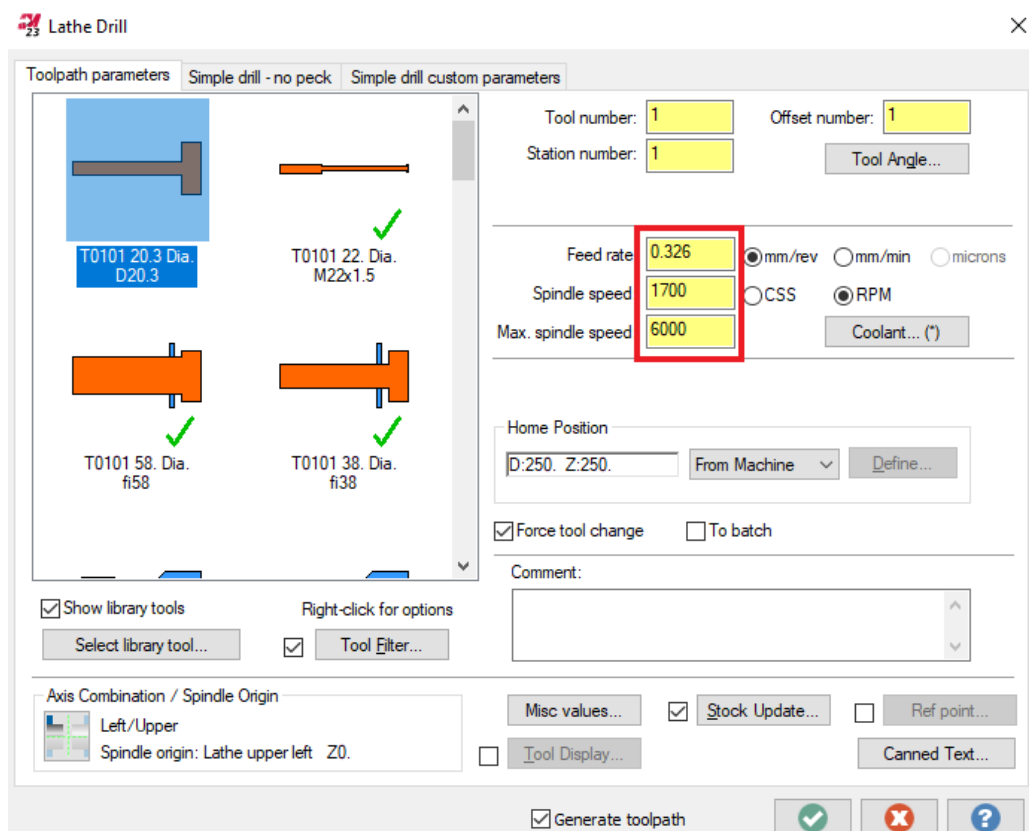 23 Lathe Drill
Toolpath parameters Simple drill - no peck Simple drill custom parameters
Tool number: 1 Offset number: 1
Station number: 1 Tool Angle...
T0101 20.3 Dia.
D20.3
T0101 22. Dia.
M22x1.5
Feed rate 0.326 mm/rev mm/min microns
Spindle speed 1700 CSS RPM
Max. spindle speed 6000 Coolant... (*)
T0101 58. Dia.
fi58
T0101 38. Dia.
fi38
Home Position
D:250. Z:250. From Machine Define...
Force tool change To batch
Comment:
Show library tools Right-click for options
Select library tool... Tool Filter...
Axis Combination / Spindle Origin
Left/Upper
Spindle origin: Lathe upper left Z0.
Misc values... Stock Update... Ref point...
Tool Display... Canned Text...
Generate toolpath